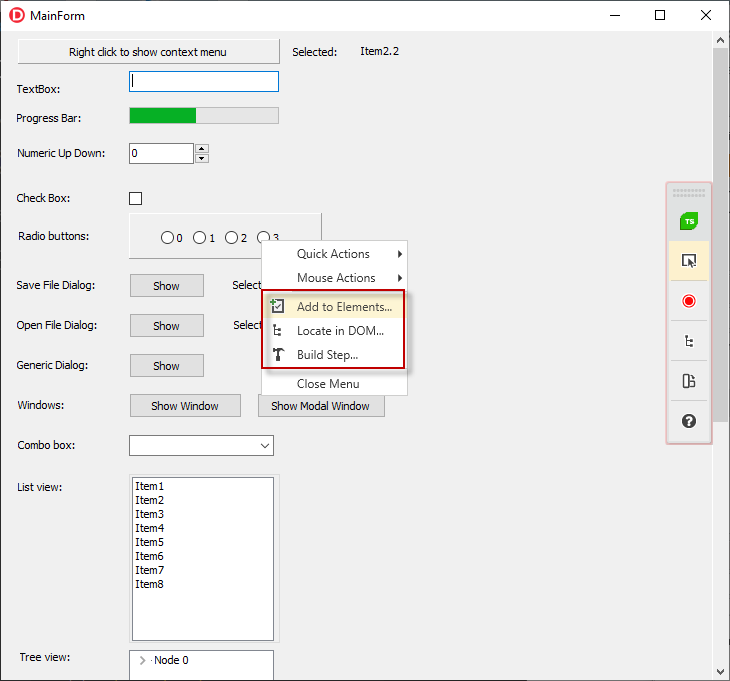 D MainForm
Right click to show context menu Selected: Item2.2
TextBox:
Progress Bar:
Numeric Up Down: 0
Check Box:
Radio buttons: 0 1 2 3
TS
Quick Actions
Mouse Actions
Save File Dialog: Show Select
Add to Elements...
Open File Dialog: Show Select
Locate in DOM...
Build Step...
Generic Dialog: Show
Close Menu
Windows: Show Window Show Modal Window
?
Combo box:
List view:
Item1
Item2
Item3
Item4
Item5
Item6
Item7
Item8
Tree view: Node 0